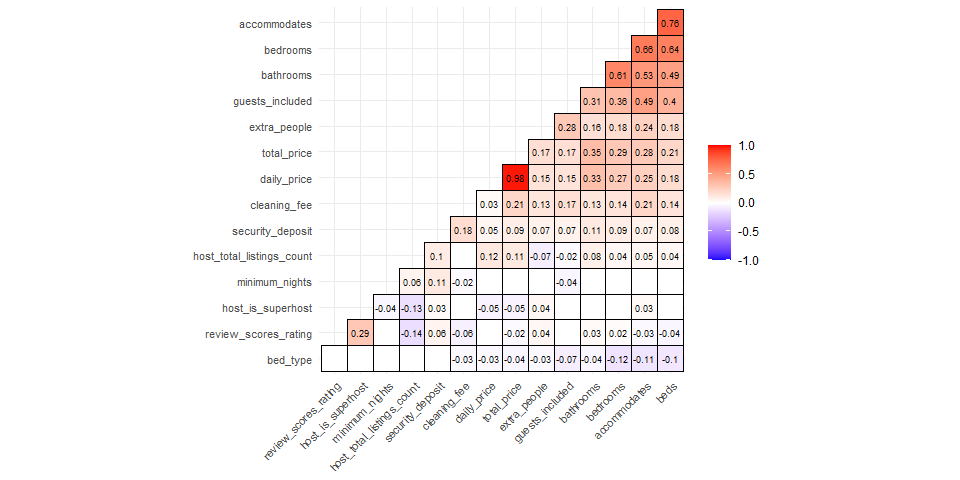 accommodates 0.76
bedrooms 0.66 0.64
bathrooms 0.61 0.53 0.49
guests_included 0.31 0.36 0.49 0.4
extra_people 0.28 0.16 0.18 0.24 0.18
total_price 0.17 0.17 0.35 0.29 0.28 0.21
daily_price 0.98 0.15 0.15 0.33 0.27 0.25 0.18
cleaning_fee 0.03 0.21 0.13 0.17 0.13 0.14 0.21 0.14
security_deposit 0.18 0.05 0.09 0.07 0.07 0.11 0.09 0.07 0.08
host_total_listings_count 0.1 0.12 0.11 -0.07 -0.02 0.08 0.04 0.05 0.04
minimum_nights 0.06 0.11 -0.02 -0.04
host_is_superhost -0.04 -0.13 0.03 -0.05 -0.05 0.04 0.03
review_scores_rating 0.29 -0.14 0.06 -0.06 -0.02 0.04 0.03 0.02 -0.03 -0.04
bed_type -0.03 -0.03 -0.04 -0.03 -0.07 -0.04 -0.12 -0.11 -0.1
review_scores_rating
host_is_superhost
minimum_nights
host_total_listings_count
security_deposit
cleaning_fee
daily_price
total_price
extra_people
guests_included
bathrooms
bedrooms
accommodates
beds
1.0
0.5
0.0
-0.5
-1.0